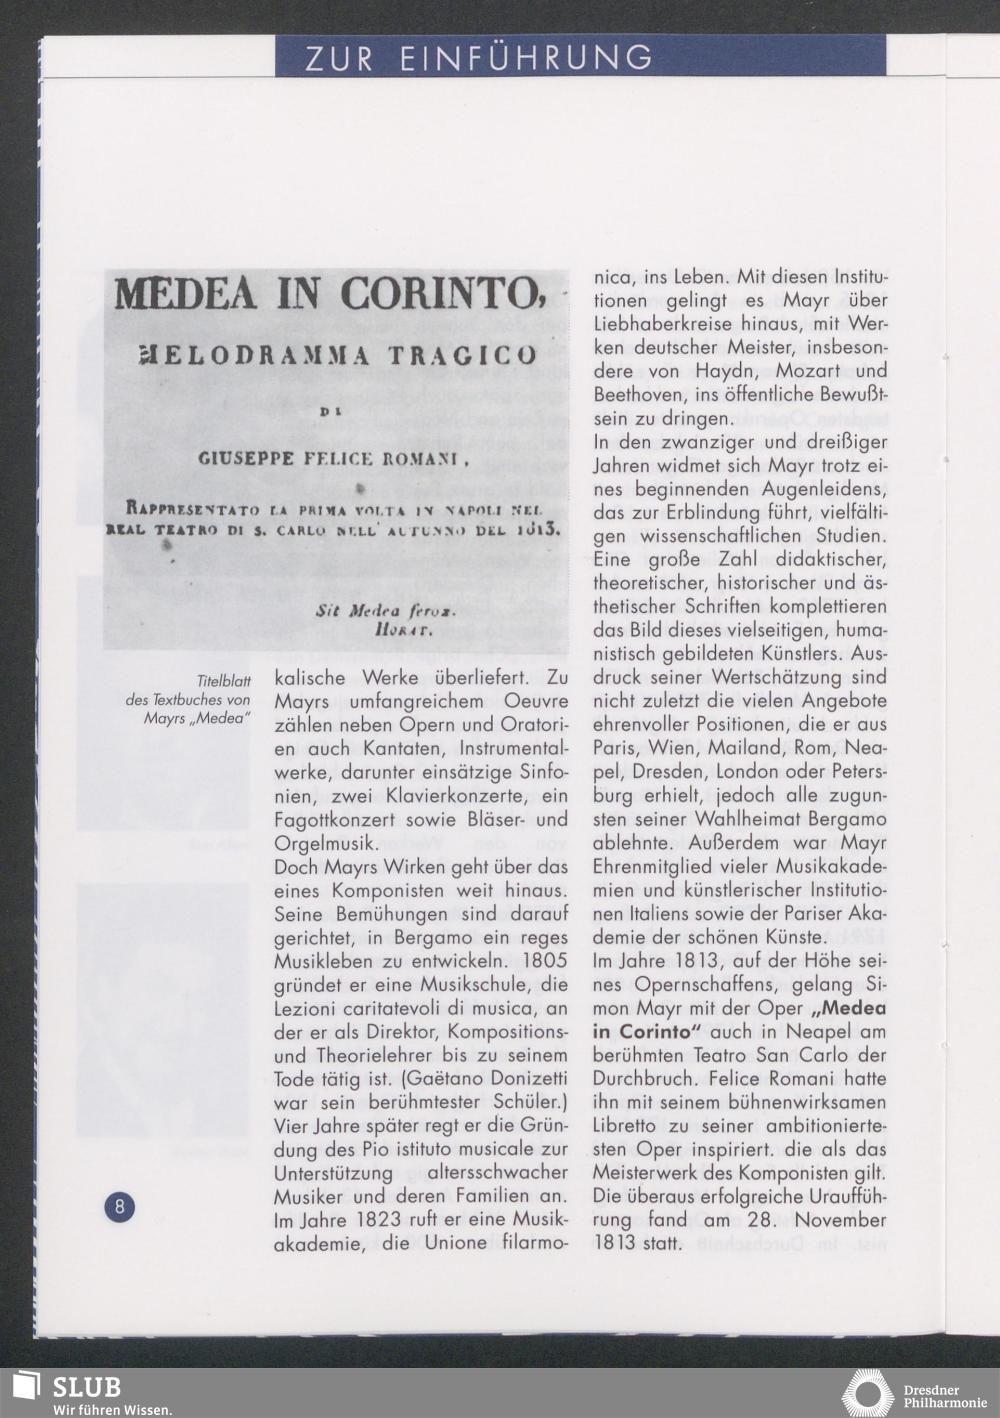 ZUR EINFÜHRUNG
MEDEA IN CORINTO,
MELODRAMMA TRAGICO
DI
GIUSEPPE FELICE ROMANI,
RAPPRESENTATO LA PRIMA VOLTA IN NAPOLI NEL
REAL TEATRO DI S. CARLO NELL' AUTUNNO DEL 1813.
Sit Medea ferox.
HORAT.
Titelblatt
des Textbuches von
Mayrs „Medea“
kalische Werke überliefert. Zu
Mayrs umfangreichem Oeuvre
zählen neben Opern und Oratori-
en auch Kantaten, Instrumental-
werke, darunter einsätzige Sinfo-
nien, zwei Klavierkonzerte, ein
Fagottkonzert sowie Bläser- und
Orgelmusik.
Doch Mayrs Wirken geht über das
eines Komponisten weit hinaus.
Seine Bemühungen sind darauf
gerichtet, in Bergamo ein reges
Musikleben zu entwickeln. 1805
gründet er eine Musikschule, die
Lezioni caritatevoli di musica, an
der er als Direktor, Kompositions-
und Theorielehrer bis zu seinem
Tode tätig ist. (Gaëtano Donizetti
war sein berühmtester Schüler.)
Vier Jahre später regt er die Grün-
dung des Pio istituto musicale zur
Unterstützung altersschwacher
Musiker und deren Familien an.
Im Jahre 1823 ruft er eine Musik-
akademie, die Unione filarmo-
nica, ins Leben. Mit diesen Institu-
tionen gelingt es Mayr über
Liebhaberkreise hinaus, mit Wer-
ken deutscher Meister, insbeson-
dere von Haydn, Mozart und
Beethoven, ins öffentliche Bewußt-
sein zu dringen.
In den zwanziger und dreißiger
Jahren widmet sich Mayr trotz ei-
nes beginnenden Augenleidens,
das zur Erblindung führt, vielfälti-
gen wissenschaftlichen Studien.
Eine große Zahl didaktischer,
theoretischer, historischer und äs-
thetischer Schriften komplettieren
das Bild dieses vielseitigen, huma-
nistisch gebildeten Künstlers. Aus-
druck seiner Wertschätzung sind
nicht zuletzt die vielen Angebote
ehrenvoller Positionen, die er aus
Paris, Wien, Mailand, Rom, Nea-
pel, Dresden, London oder Peters-
burg erhielt, jedoch alle zugun-
sten seiner Wahlheimat Bergamo
ablehnte. Außerdem war Mayr
Ehrenmitglied vieler Musikakade-
mien und künstlerischer Institutio-
nen Italiens sowie der Pariser Aka-
demie der schönen Künste.
Im Jahre 1813, auf der Höhe sei-
nes Opernschaffens, gelang Si-
mon Mayr mit der Oper „Medea
in Corinto“ auch in Neapel am
berühmten Teatro San Carlo der
Durchbruch. Felice Romani hatte
ihn mit seinem bühnenwirksamen
Libretto zu seiner ambitionierte-
sten Oper inspiriert. die als das
Meisterwerk des Komponisten gilt.
Die überaus erfolgreiche Urauffüh-
rung fand am 28. November
1813 statt.
8
SLUB
Wir führen Wissen.
Dresdner
Philharmonie